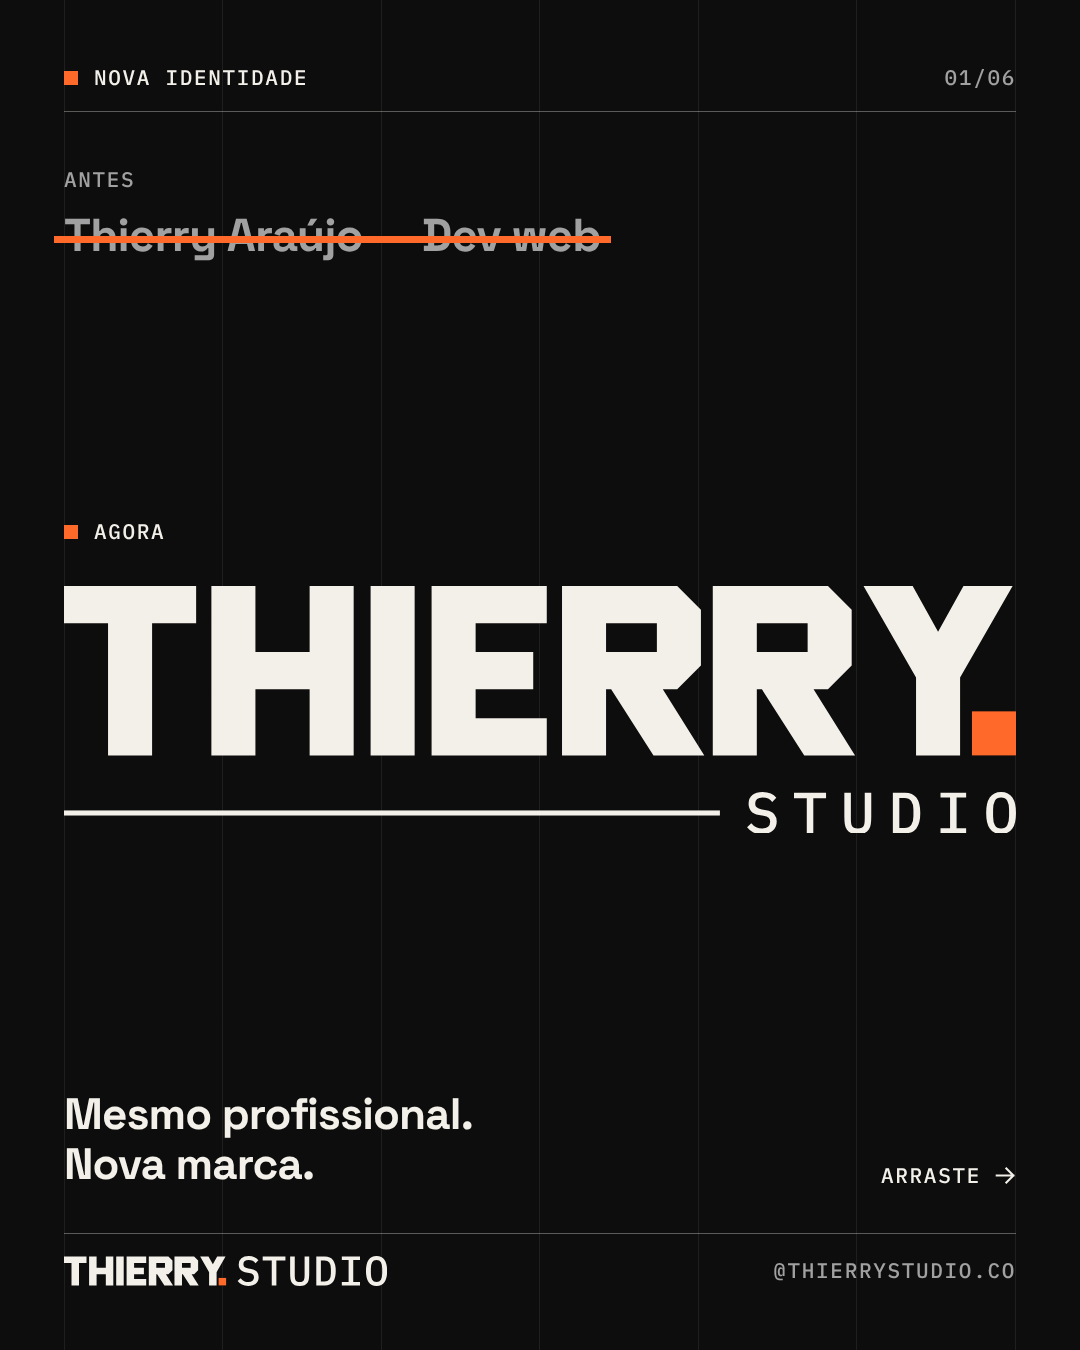 NOVA IDENTIDADE
01/06
ANTES
Thierry Araújo — Dev web
AGORA
THIERRY.
STUDIO
Mesmo profissional.
Nova marca.
ARRASTE →
THIERRY. STUDIO
@THIERRYSTUDIO.CO